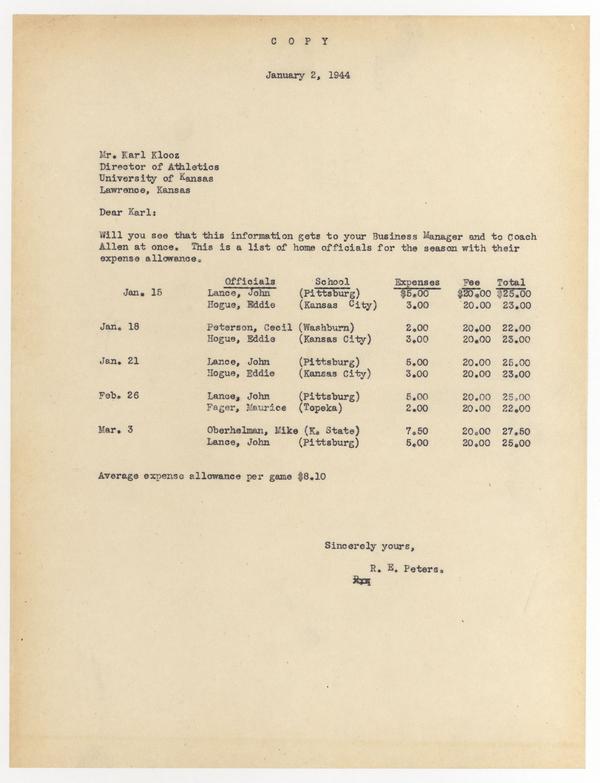 C O P Y
January 2, 1944
Mr. Karl Klooz
Director of Athletics
University of Kansas
Lawrence, Kansas
Dear Karl:
Will you see that this information gets to your Business Manager and to Coach
Allen at once. This is a list of home officials for the season with their
expense allowance.
Officials School Expenses Fee Total
Jan. 15 Lance, John (Pittsburg) $5.00 $20.00 $25.00
Hogue, Eddie (Kansas City) 3.00 20.00 23.00
Jan. 18 Peterson, Cecil (Washburn) 2.00 20.00 22.00
Hogue, Eddie (Kansas City) 3.00 20.00 23.00
Jan. 21 Lance, John (Pittsburg) 5.00 20.00 25.00
Hogue, Eddie (Kansas City) 3.00 20.00 23.00
Feb. 26 Lance, John (Pittsburg) 5.00 20.00 25.00
Fager, Maurice (Topeka) 2.00 20.00 22.00
Mar. 3 Oberhelman, Mike (K. State) 7.50 20.00 27.50
Lance, John (Pittsburg) 5.00 20.00 25.00
Average expense allowance per game $8.10
Sincerely yours,
R. E. Peters.